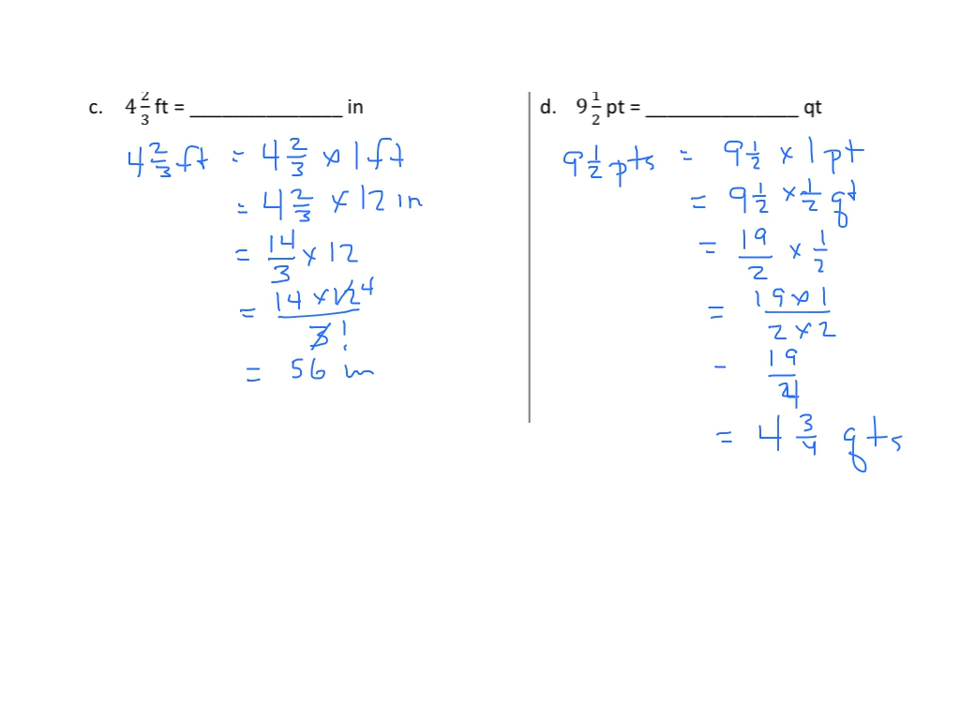 c. 4 2/3 ft = ______________ in
4 2/3 ft = 4 2/3 x 1 ft
= 4 2/3 x 12 in
= 14/3 x 12
= 14 x 12 4 / 3 1
= 56 in
d. 9 1/2 pt = ______________ qt
9 1/2 pts = 9 1/2 x 1 pt
= 9 1/2 x 1/2 qt
= 19/2 x 1/2
= 19 x 1 / 2 x 2
- 19/4
= 4 3/4 qts